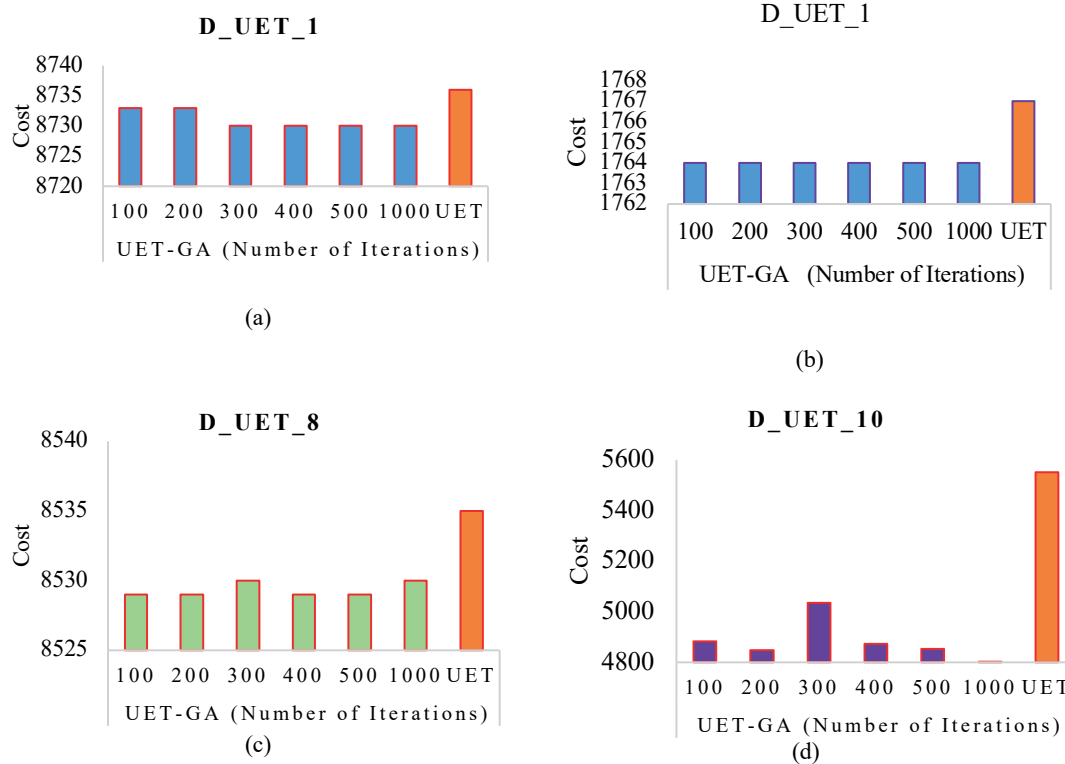 D_UET_1
8740
8735
8730
8725
8720
Cost
100 200 300 400 500 1000 UET
UET-GA (Number of Iterations)
(a)
D_UET_1
1768
1767
1766
1765
1764
1763
1762
Cost
100 200 300 400 500 1000 UET
UET-GA (Number of Iterations)
(b)
D_UET_8
8540
8535
8530
8525
Cost
100 200 300 400 500 1000 UET
UET-GA (Number of Iterations)
(c)
D_UET_10
5600
5400
5200
5000
4800
Cost
100 200 300 400 500 1000 UET
UET-GA (Number of Iterations)
(d)